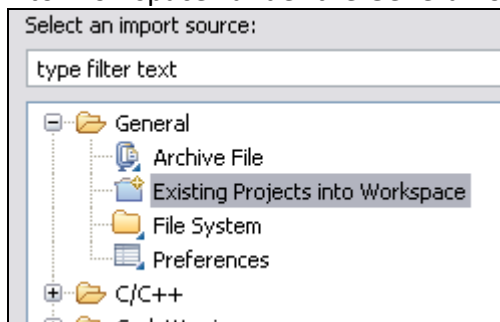 Select an import source:
type filter text
General
Archive File
Existing Projects into Workspace
File System
Preferences
C/C++